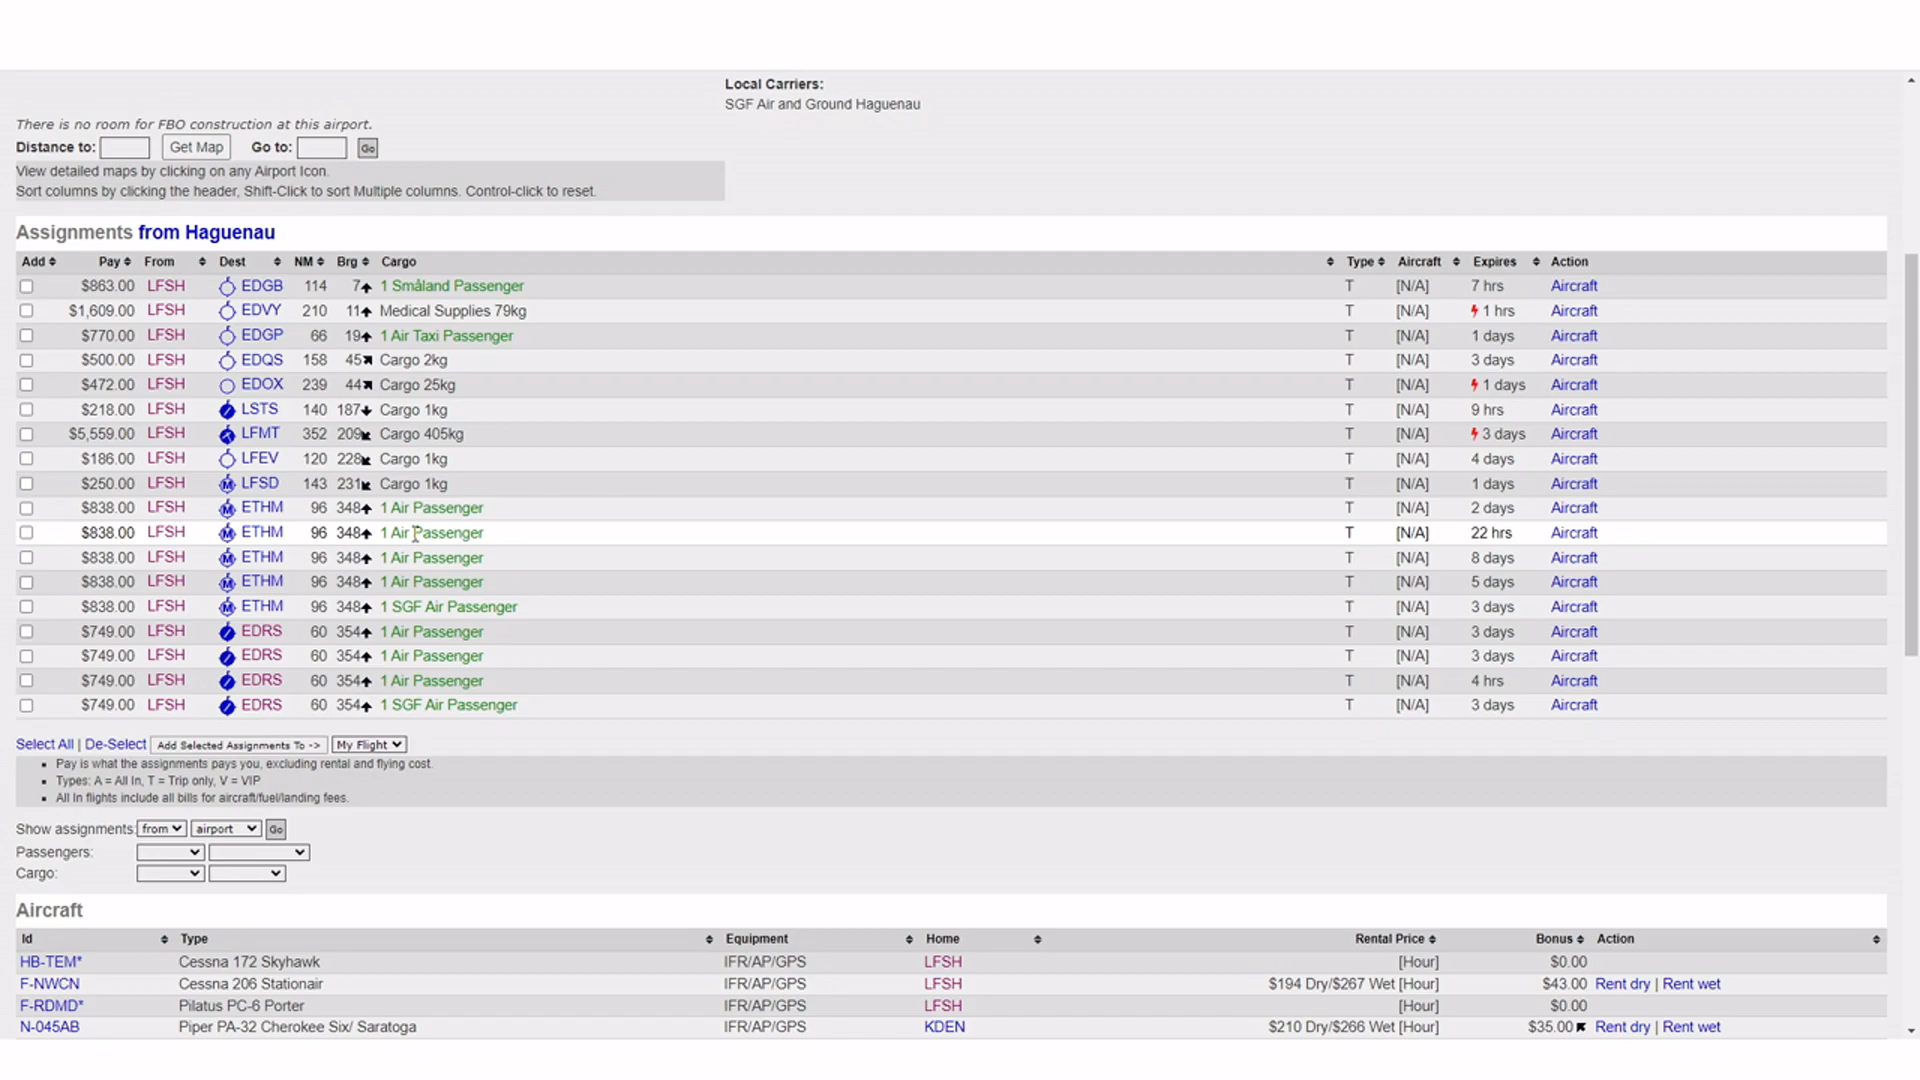 Local Carriers:
SGF Air and Ground Haguenau
There is no room for FBO construction at this airport.
Distance to: Get Map Go to: Go
View detailed maps by clicking on any Airport Icon.
Sort columns by clicking the header, Shift-Click to sort Multiple columns. Control-click to reset.
Assignments from Haguenau
Add Pay From Dest NM Brg Cargo Type Aircraft Expires Action
$863.00 LFSH EDGB 114 7 1 Småland Passenger T [N/A] 7 hrs Aircraft
$1,609.00 LFSH EDVY 210 11 Medical Supplies 79kg T [N/A] 1 hrs Aircraft
$770.00 LFSH EDGP 66 19 1 Air Taxi Passenger T [N/A] 1 days Aircraft
$500.00 LFSH EDQS 158 45 Cargo 2kg T [N/A] 3 days Aircraft
$472.00 LFSH EDOX 239 44 Cargo 25kg T [N/A] 1 days Aircraft
$218.00 LFSH LSTS 140 187 Cargo 1kg T [N/A] 9 hrs Aircraft
$5,559.00 LFSH LFMT 352 209 Cargo 405kg T [N/A] 3 days Aircraft
$186.00 LFSH LFEV 120 228 Cargo 1kg T [N/A] 4 days Aircraft
$250.00 LFSH M LFSD 143 231 Cargo 1kg T [N/A] 1 days Aircraft
$838.00 LFSH M ETHM 96 348 1 Air Passenger T [N/A] 2 days Aircraft
$838.00 LFSH M ETHM 96 348 1 Air Passenger T [N/A] 22 hrs Aircraft
$838.00 LFSH M ETHM 96 348 1 Air Passenger T [N/A] 8 days Aircraft
$838.00 LFSH M ETHM 96 348 1 Air Passenger T [N/A] 5 days Aircraft
$838.00 LFSH M ETHM 96 348 1 SGF Air Passenger T [N/A] 3 days Aircraft
$749.00 LFSH EDRS 60 354 1 Air Passenger T [N/A] 3 days Aircraft
$749.00 LFSH EDRS 60 354 1 Air Passenger T [N/A] 3 days Aircraft
$749.00 LFSH EDRS 60 354 1 Air Passenger T [N/A] 4 hrs Aircraft
$749.00 LFSH EDRS 60 354 1 SGF Air Passenger T [N/A] 3 days Aircraft
Select All | De-Select Add Selected Assignments To -> My Flight
Pay is what the assignments pays you, excluding rental and flying cost.
Types: A = All In, T = Trip only, V = VIP
All In flights include all bills for aircraft/fuel/landing fees.
Show assignments: from airport Go
Passengers:
Cargo:
Aircraft
Id Type Equipment Home Rental Price Bonus Action
HB-TEM* Cessna 172 Skyhawk IFR/AP/GPS LFSH [Hour] $0.00
F-NWCN Cessna 206 Stationair IFR/AP/GPS LFSH $194 Dry/$267 Wet [Hour] $43.00 Rent dry | Rent wet
F-RDMD* Pilatus PC-6 Porter IFR/AP/GPS LFSH [Hour] $0.00
N-045AB Piper PA-32 Cherokee Six/ Saratoga IFR/AP/GPS KDEN $210 Dry/$266 Wet [Hour] $35.00 Rent dry | Rent wet